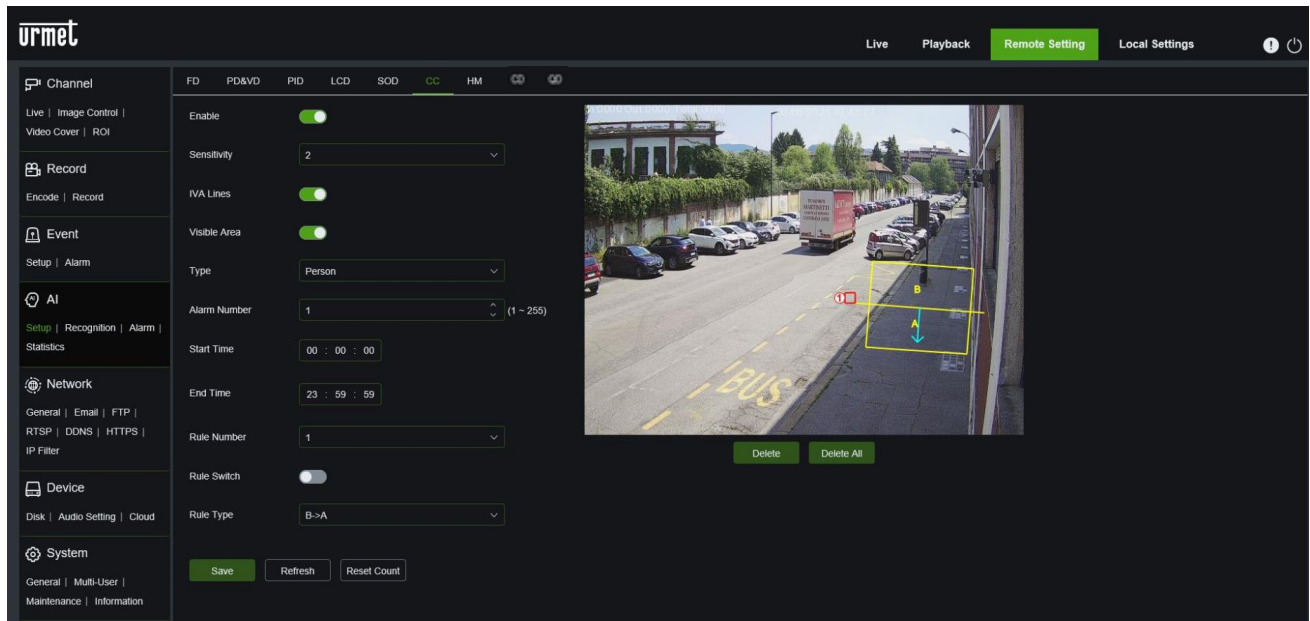 urmet
Live Playback Remote Setting Local Settings
Channel
Live | Image Control |
Video Cover | ROI
Record
Encode | Record
Event
Setup | Alarm
AI
Setup | Recognition | Alarm |
Statistics
Network
General | Email | FTP |
RTSP | DDNS | HTTPS |
IP Filter
Device
Disk | Audio Setting | Cloud
System
General | Multi-User |
Maintenance | Information
FD PD&VD PID LCD SOD CC HM CD QD
Enable
Sensitivity 2
IVA Lines
Visible Area
Type Person
Alarm Number 1 (1 ~ 255)
Start Time 00 : 00 : 00
End Time 23 : 59 : 59
Rule Number 1
Rule Switch
Rule Type B->A
Save Refresh Reset Count
MARTINETTI
B
1
A
BUS
Delete Delete All